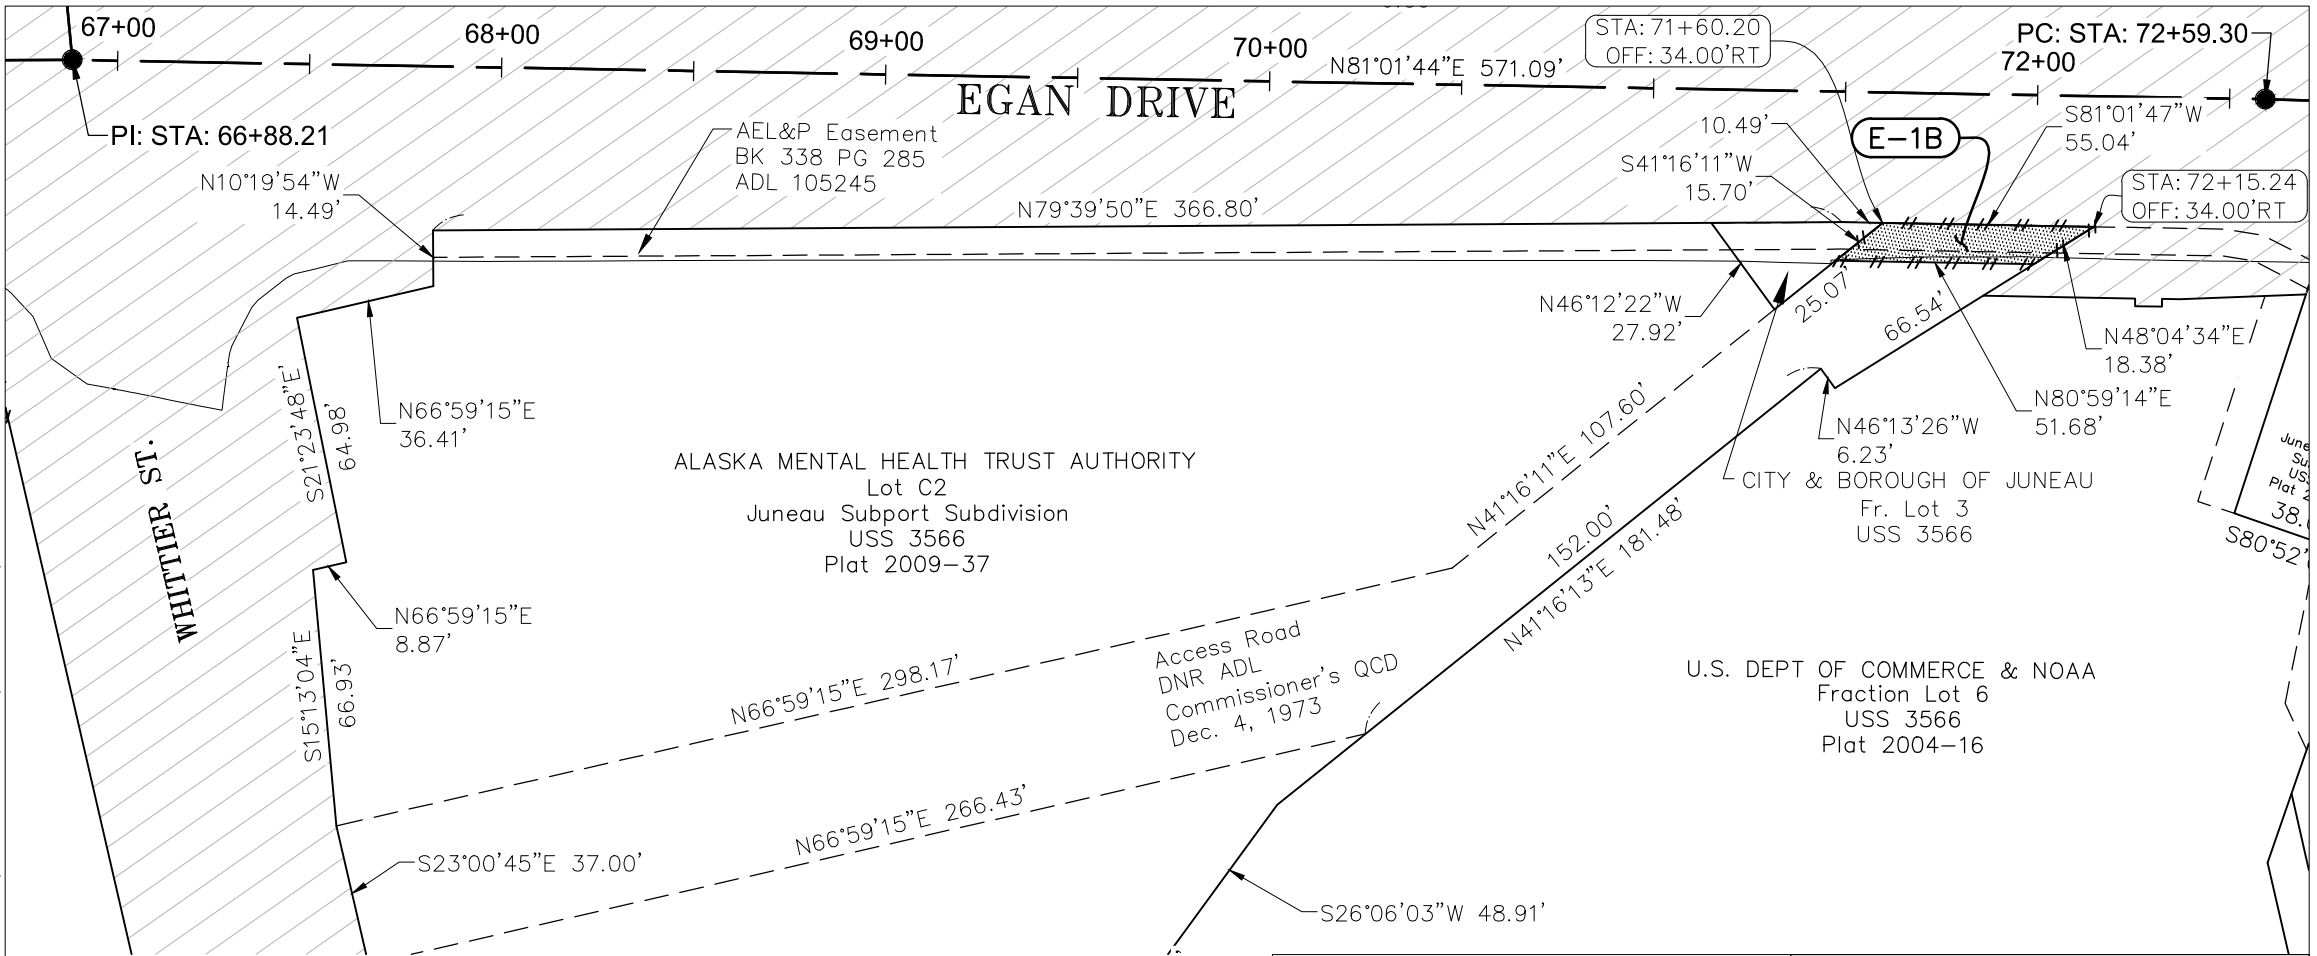 67+00
68+00
69+00
70+00
72+00
STA: 71+60.20
OFF: 34.00'RT
PC: STA: 72+59.30
N81°01'44"E 571.09'
EGAN DRIVE
PI: STA: 66+88.21
AEL&P Easement
BK 338 PG 285
ADL 105245
10.49'
E-1B
S81°01'47"W
55.04'
S41°16'11"W
15.70'
N10°19'54"W
14.49'
STA: 72+15.24
OFF: 34.00'RT
N79°39'50"E 366.80'
N46°12'22"W
27.92'
25.07'
66.54'
N48°04'34"E
18.38'
N80°59'14"E
51.68'
N46°13'26"W
6.23'
S21°23'48"E'
64.98'
N66°59'15"E
36.41'
WHITTIER ST.
ALASKA MENTAL HEALTH TRUST AUTHORITY
Lot C2
Juneau Subport Subdivision
USS 3566
Plat 2009-37
N41°16'11"E 107.60'
CITY & BOROUGH OF JUNEAU
Fr. Lot 3
USS 3566
152.00'
N41°16'13"E 181.48'
June
Su
US
Plat 2
38.
S80°52'
N66°59'15"E
8.87'
S15°13'04"E
66.93'
N66°59'15"E 298.17'
Access Road
DNR ADL
Commissioner's QCD
Dec. 4, 1973
U.S. DEPT OF COMMERCE & NOAA
Fraction Lot 6
USS 3566
Plat 2004-16
N66°59'15"E 266.43'
S23°00'45"E 37.00'
S26°06'03"W 48.91'